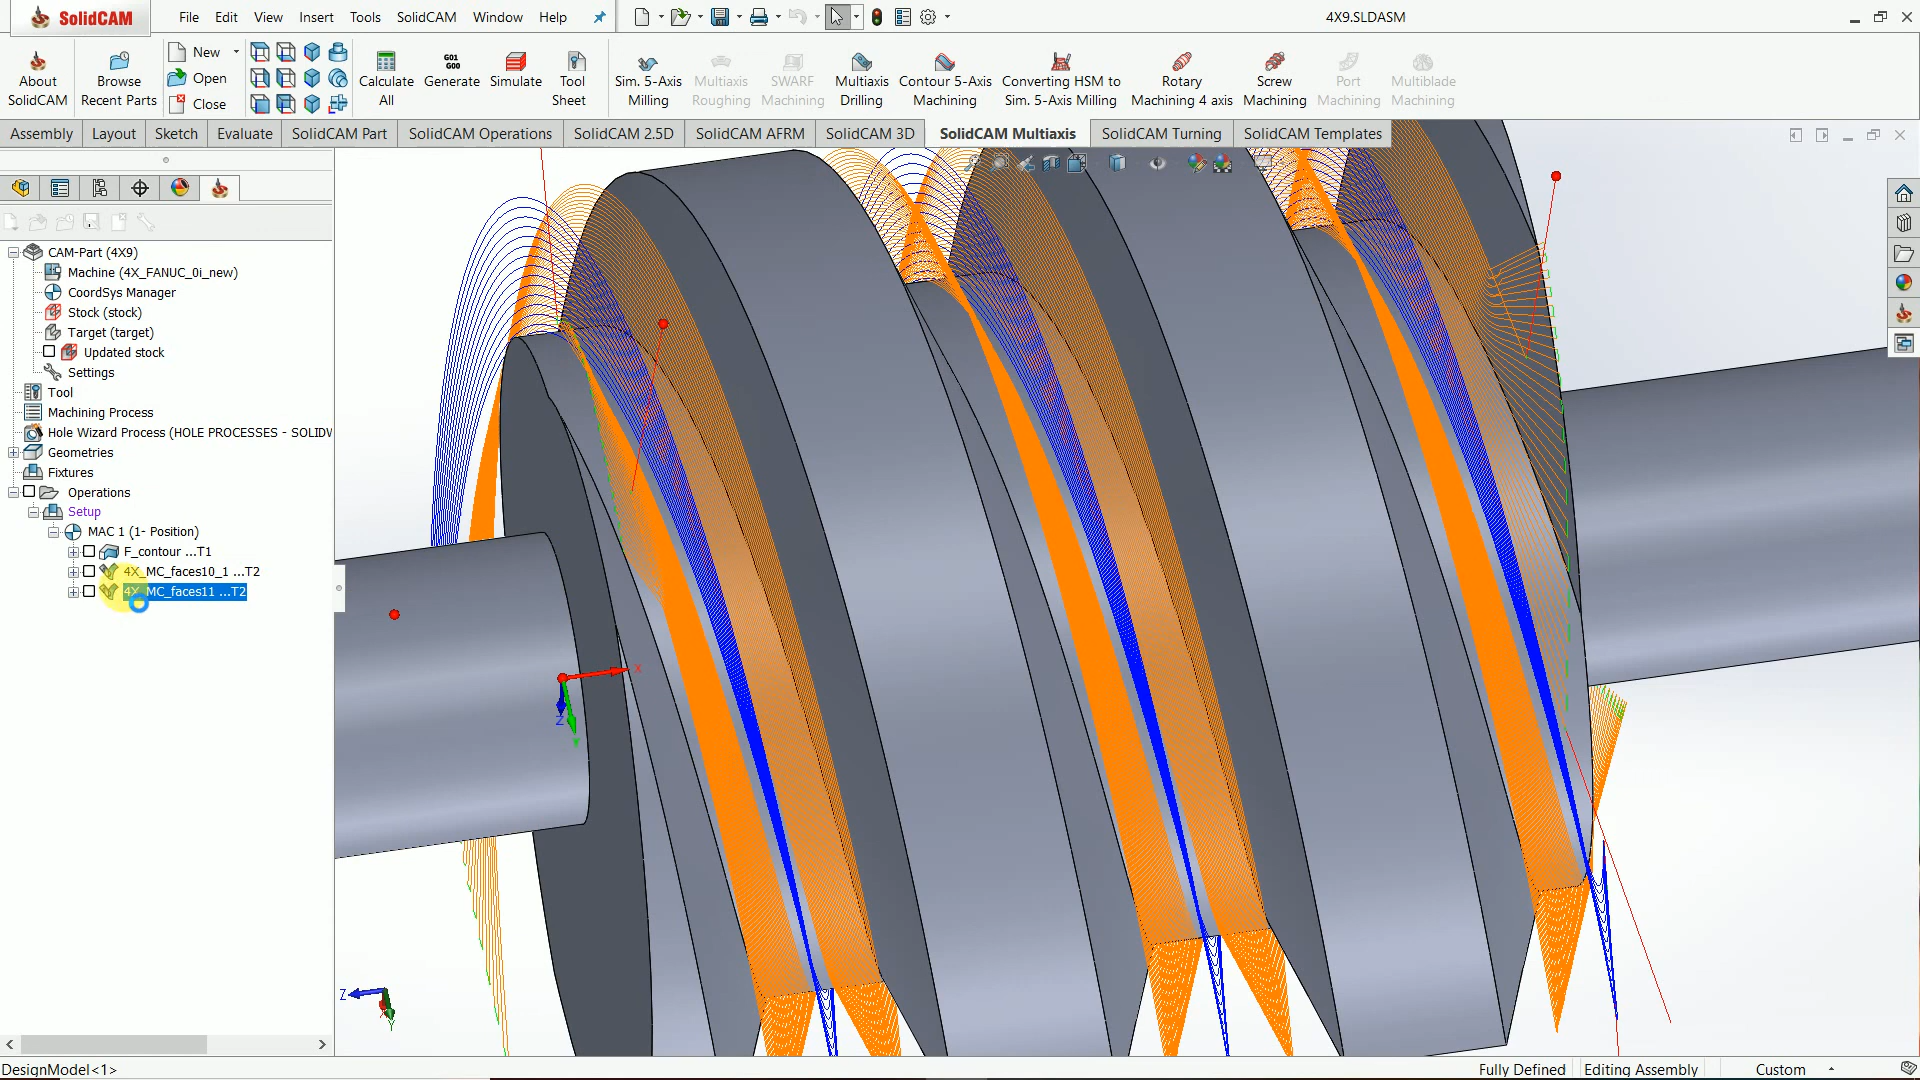 SolidCAM File Edit View Insert Tools SolidCAM Window Help 4X9.SLDASM
About SolidCAM
Browse Recent Parts
New
Open
Close
Calculate All
G01 G00 Generate
Simulate
Tool Sheet
Sim. 5-Axis Milling
Multiaxis Roughing
SWARF Machining
Multiaxis Drilling
Contour 5-Axis Machining
Converting HSM to Sim. 5-Axis Milling
Rotary Machining 4 axis
Screw Machining
Port Machining
Multiblade Machining
Assembly Layout Sketch Evaluate SolidCAM Part SolidCAM Operations SolidCAM 2.5D SolidCAM AFRM SolidCAM 3D SolidCAM Multiaxis SolidCAM Turning SolidCAM Templates
CAM-Part (4X9)
Machine (4X_FANUC_0i_new)
CoordSys Manager
Stock (stock)
Target (target)
Updated stock
Settings
Tool
Machining Process
Hole Wizard Process (HOLE PROCESSES - SOLIDW
Geometries
Fixtures
Operations
Setup
MAC 1 (1- Position)
F_contour ...T1
4X_MC_faces10_1 ...T2
4X_MC_faces11 ...T2
X
Z
Y
Z
Y
DesignModel<1> Fully Defined Editing Assembly Custom